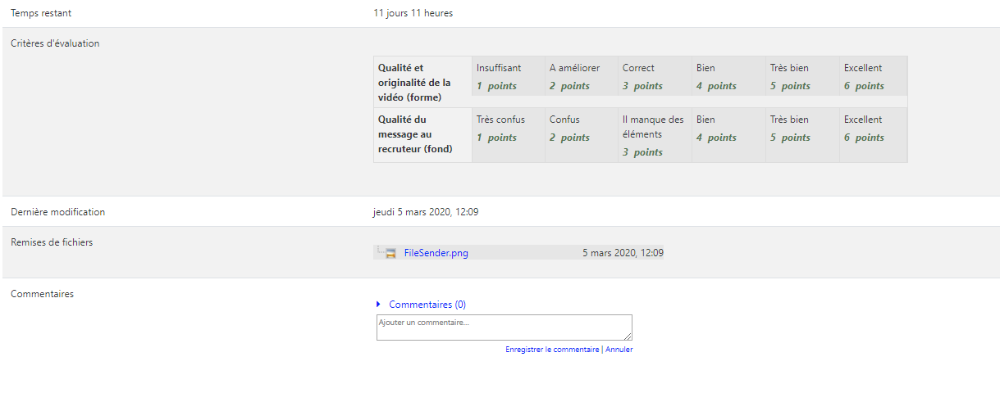 Temps restant
11 jours 11 heures
Critères d'évaluation
Qualité et originalité de la vidéo (forme)
Insuffisant
1 points
A améliorer
2 points
Correct
3 points
Bien
4 points
Très bien
5 points
Excellent
6 points
Qualité du message au recruteur (fond)
Très confus
1 points
Confus
2 points
Il manque des éléments
3 points
Bien
4 points
Très bien
5 points
Excellent
6 points
Dernière modification
jeudi 5 mars 2020, 12:09
Remises de fichiers
FileSender.png
5 mars 2020, 12:09
Commentaires
Commentaires (0)
Ajouter un commentaire...
Enregistrer le commentaire | Annuler